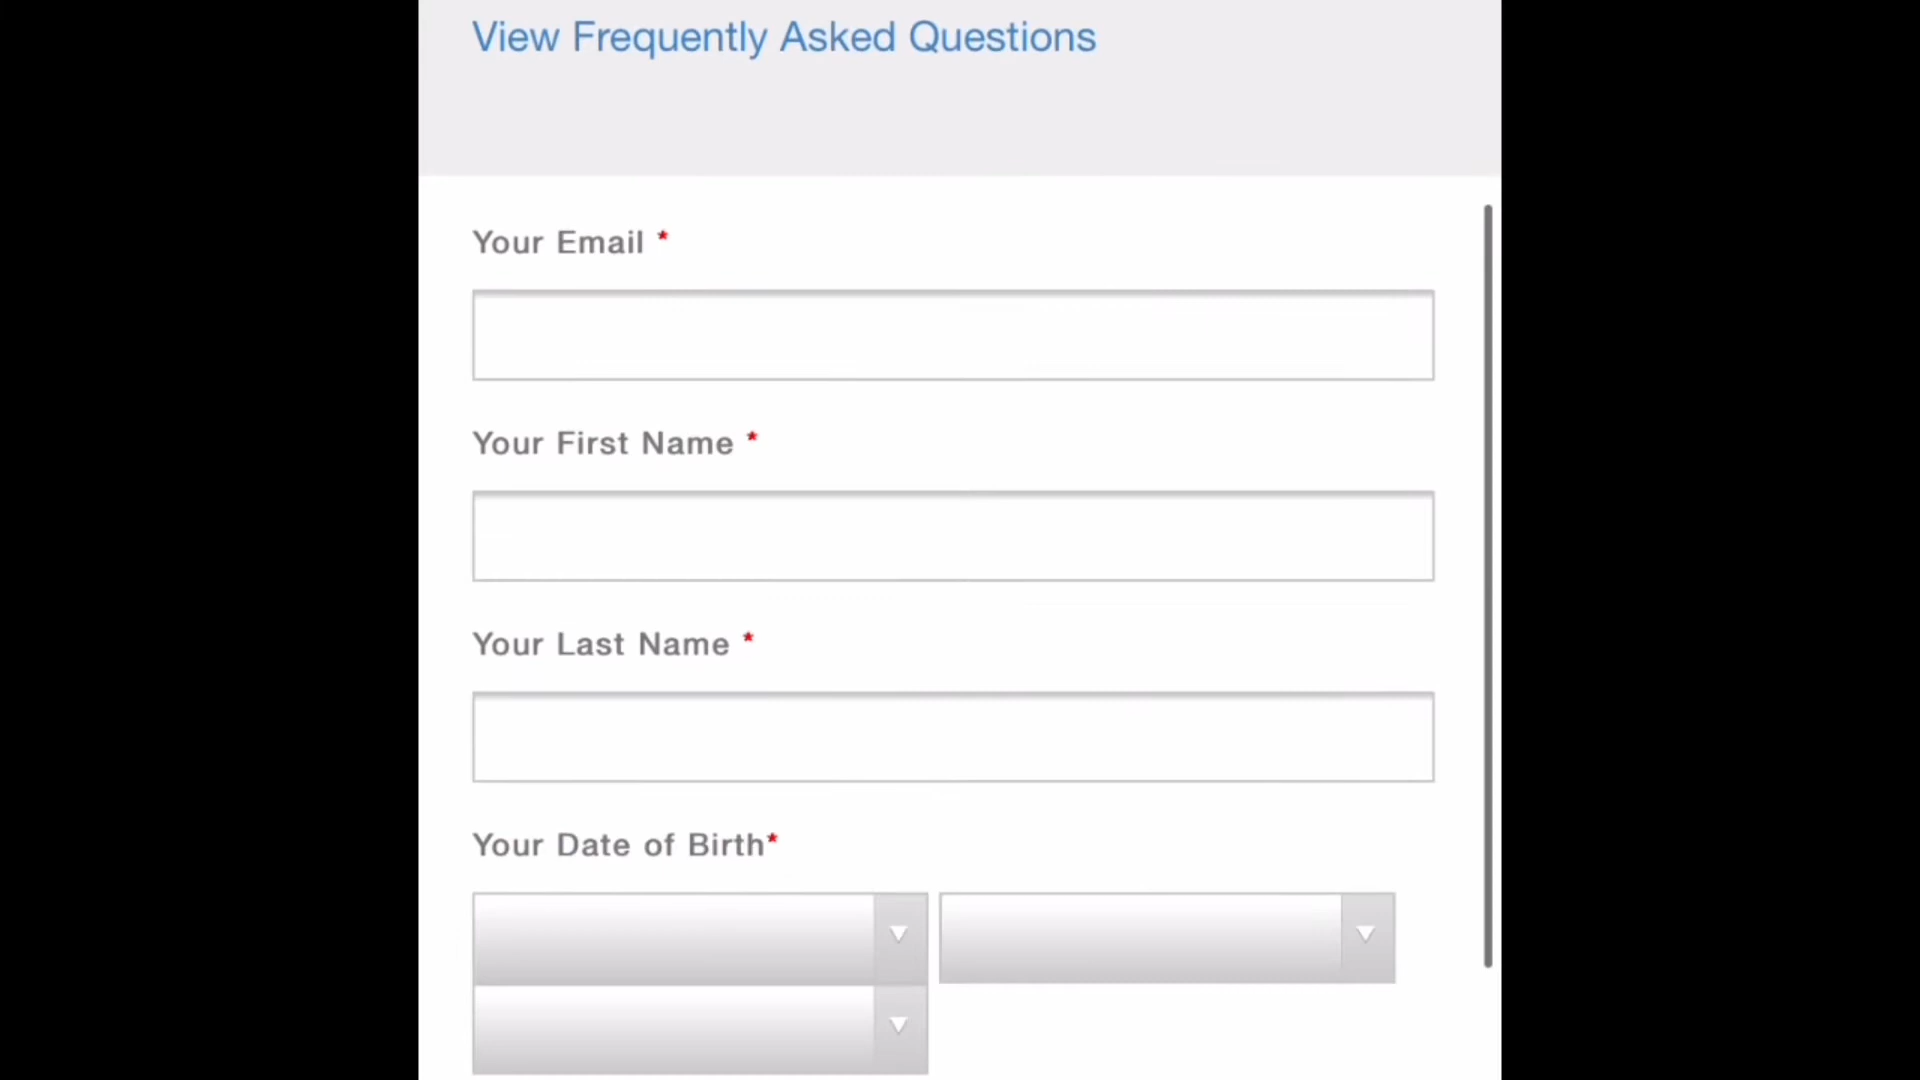 View Frequently Asked Questions
Your Email *
Your First Name *
Your Last Name *
Your Date of Birth*